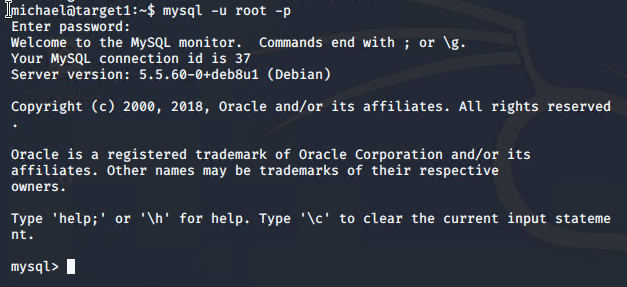 michael@target1:~$ mysql -u root -p
Enter password:
Welcome to the MySQL monitor.  Commands end with ; or \g.
Your MySQL connection id is 37
Server version: 5.5.60-0+deb8u1 (Debian)

Copyright (c) 2000, 2018, Oracle and/or its affiliates. All rights reserved
.

Oracle is a registered trademark of Oracle Corporation and/or its
affiliates. Other names may be trademarks of their respective
owners.

Type 'help;' or '\h' for help. Type '\c' to clear the current input stateme
nt.

mysql>